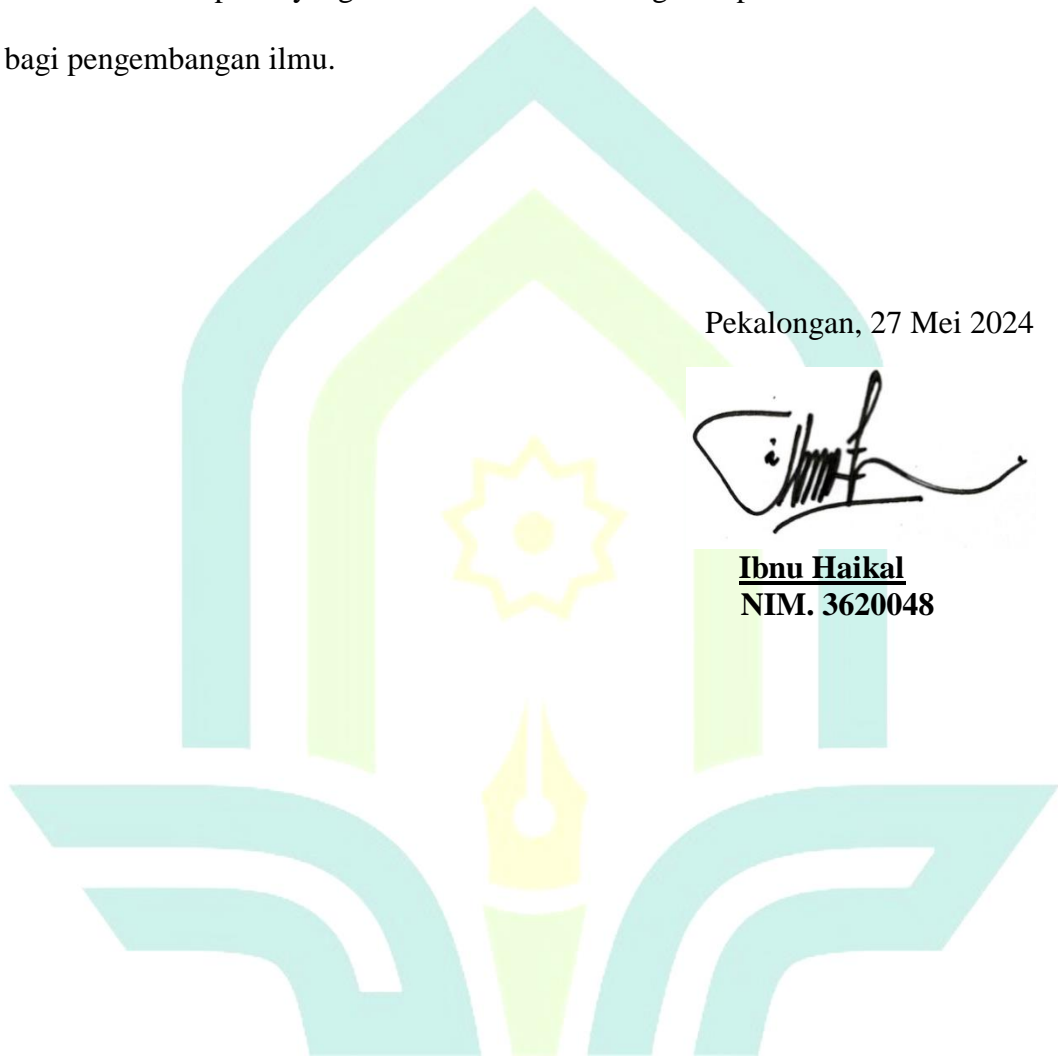 bagi pengembangan ilmu.
Pekalongan, 27 Mei 2024
Ibnu Haikal
NIM. 3620048